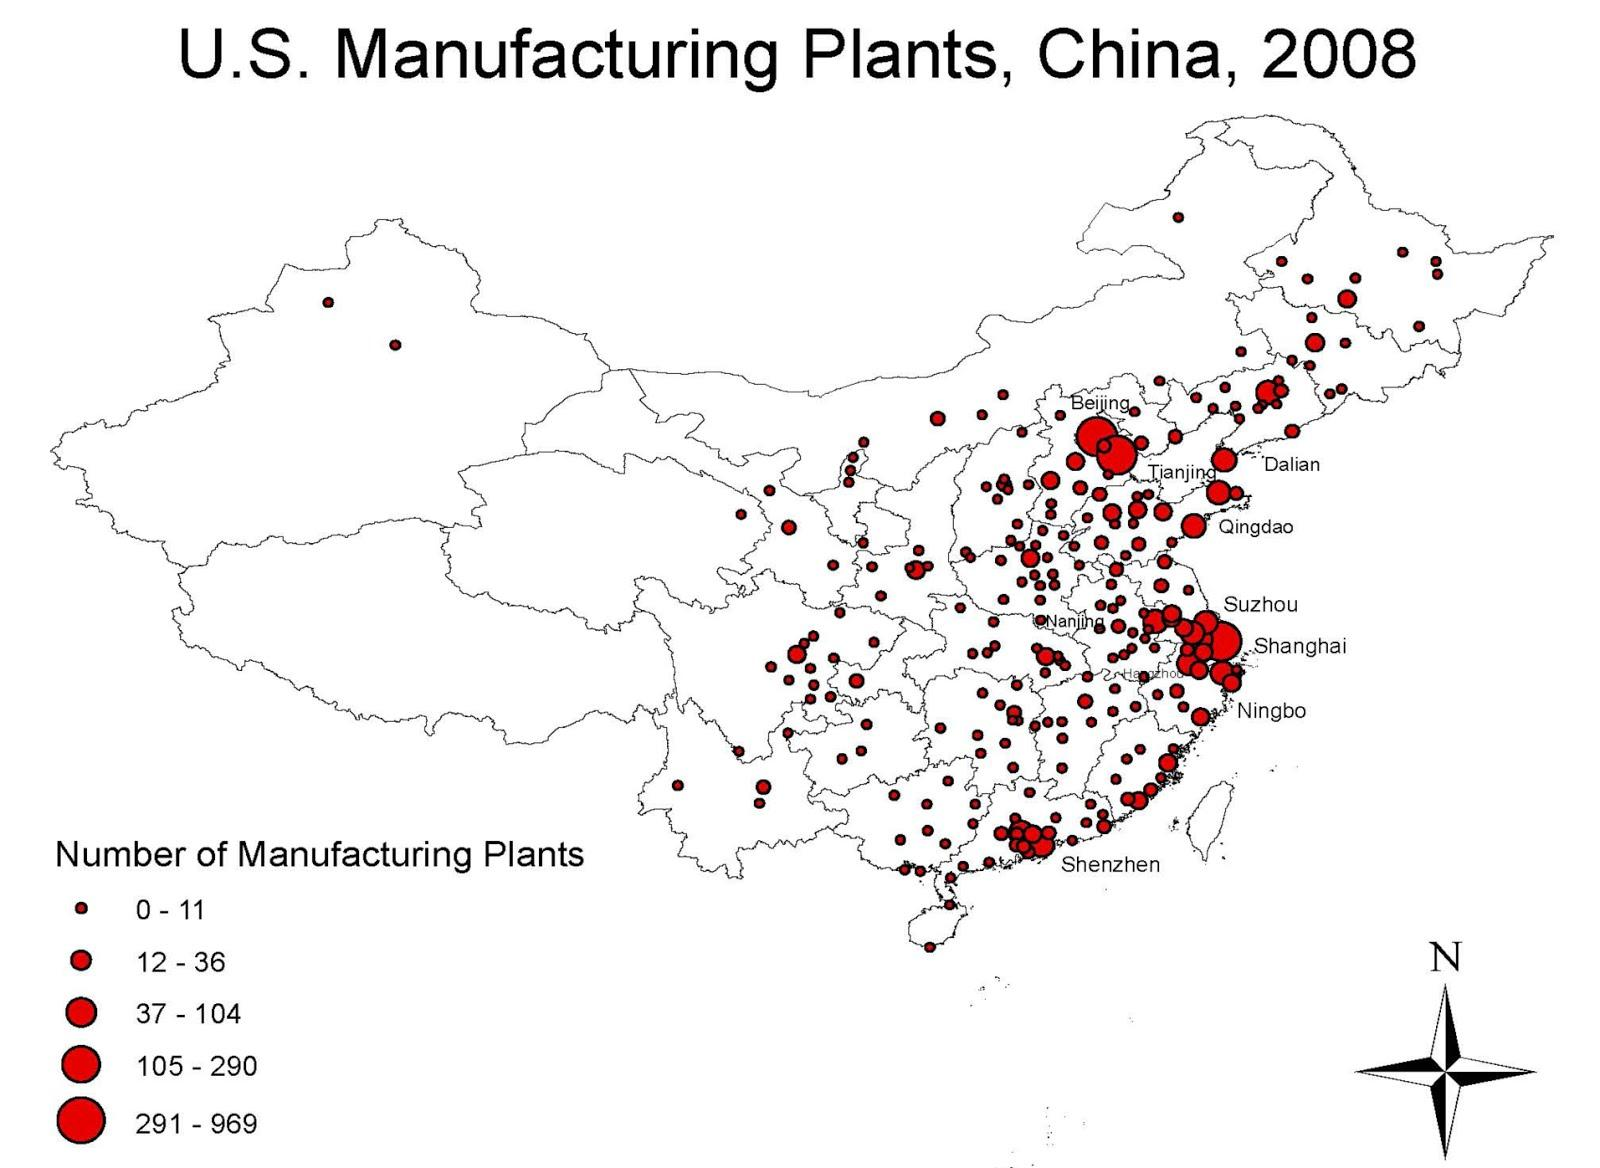 U.S. Manufacturing Plants, China, 2008
Beijing
Tianjing
Dalian
Qingdao
Suzhou
Nanjing
Shanghai
Hangzhou
Ningbo
Shenzhen
Number of Manufacturing Plants
0 - 11
12 - 36
37 - 104
105 - 290
291 - 969
N